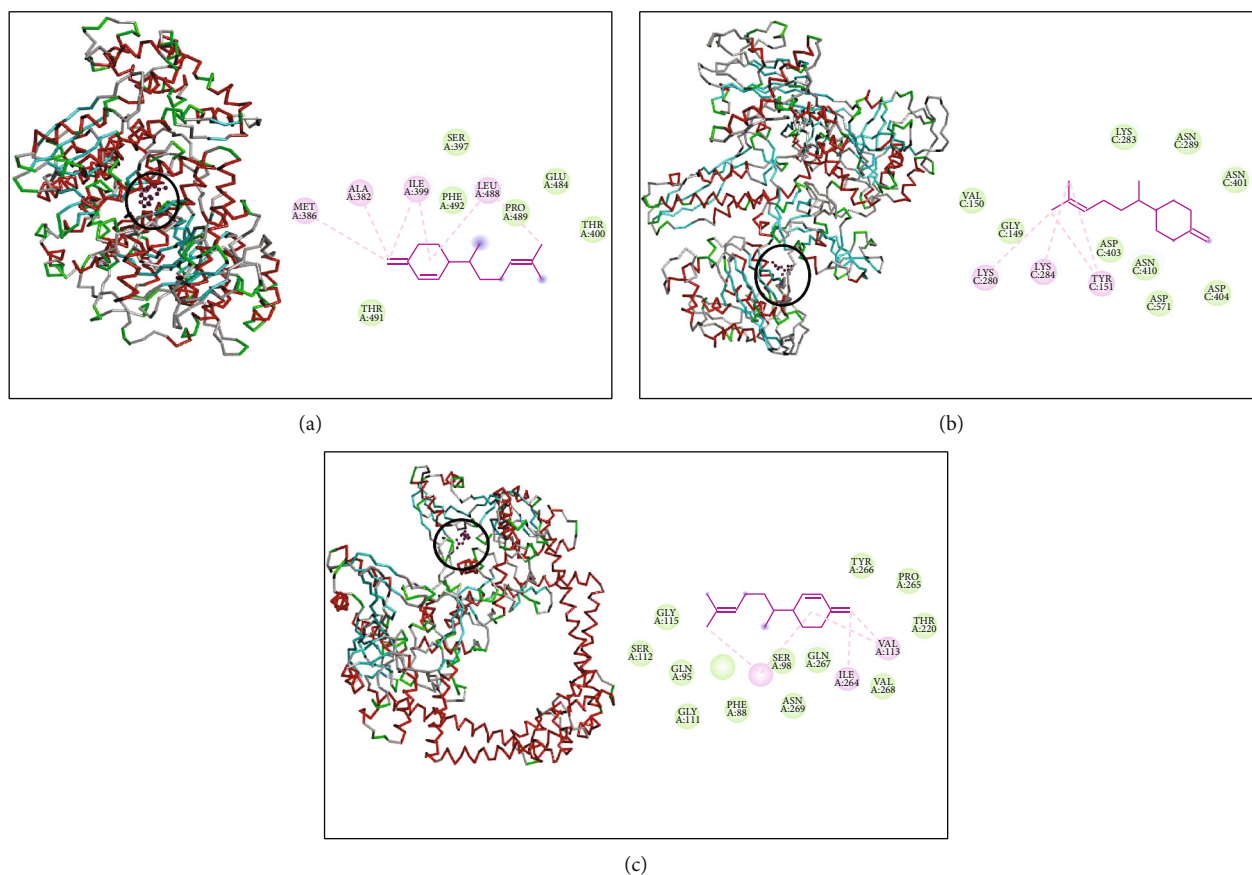 SER
A:397
GLU
A:484
ALA
A:382
ILE
A:399
LEU
A:488
PHE
A:492
PRO
A:489
MET
A:386
THR
A:400
THR
A:491
(a)
LYS
C:283
ASN
C:289
ASN
C:401
VAL
C:150
GLY
C:149
ASP
C:403
ASN
C:410
LYS
C:280
LYS
C:284
TYR
C:151
ASP
C:571
ASP
C:404
(b)
TYR
A:266
PRO
A:265
GLY
A:115
THR
A:220
SER
A:112
VAL
A:113
GLN
A:95
SER
A:98
GLN
A:267
ILE
A:264
VAL
A:268
GLY
A:111
PHE
A:88
ASN
A:269
(c)